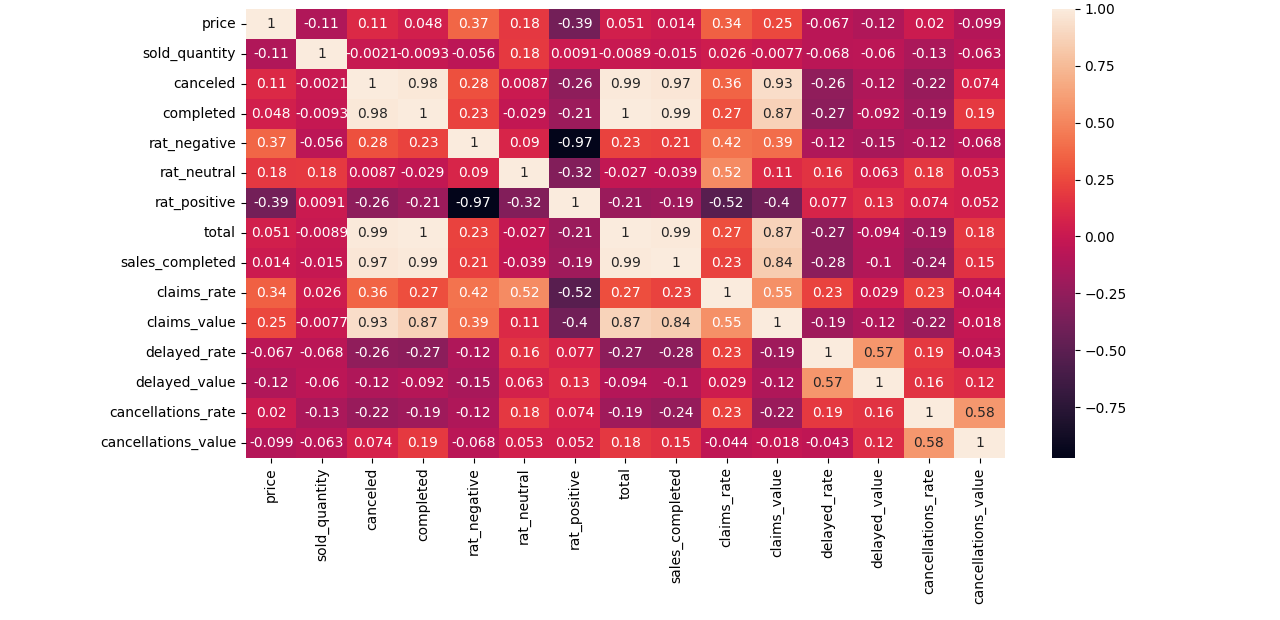 price 1 -0.11 0.11 0.048 0.37 0.18 -0.39 0.051 0.014 0.34 0.25 -0.067 -0.12 0.02 -0.099
sold_quantity -0.11 1 -0.0021 -0.0093 -0.056 0.18 0.0091 -0.0089 -0.015 0.026 -0.0077 -0.068 -0.06 -0.13 -0.063
canceled 0.11 -0.0021 1 0.98 0.28 0.0087 -0.26 0.99 0.97 0.36 0.93 -0.26 -0.12 -0.22 0.074
completed 0.048 -0.0093 0.98 1 0.23 -0.029 -0.21 1 0.99 0.27 0.87 -0.27 -0.092 -0.19 0.19
rat_negative 0.37 -0.056 0.28 0.23 1 0.09 -0.97 0.23 0.21 0.42 0.39 -0.12 -0.15 -0.12 -0.068
rat_neutral 0.18 0.18 0.0087 -0.029 0.09 1 -0.32 -0.027 -0.039 0.52 0.11 0.16 0.063 0.18 0.053
rat_positive -0.39 0.0091 -0.26 -0.21 -0.97 -0.32 1 -0.21 -0.19 -0.52 -0.4 0.077 0.13 0.074 0.052
total 0.051 -0.0089 0.99 1 0.23 -0.027 -0.21 1 0.99 0.27 0.87 -0.27 -0.094 -0.19 0.18
sales_completed 0.014 -0.015 0.97 0.99 0.21 -0.039 -0.19 0.99 1 0.23 0.84 -0.28 -0.1 -0.24 0.15
claims_rate 0.34 0.026 0.36 0.27 0.42 0.52 -0.52 0.27 0.23 1 0.55 0.23 0.029 0.23 -0.044
claims_value 0.25 -0.0077 0.93 0.87 0.39 0.11 -0.4 0.87 0.84 0.55 1 -0.19 -0.12 -0.22 -0.018
delayed_rate -0.067 -0.068 -0.26 -0.27 -0.12 0.16 0.077 -0.27 -0.28 0.23 -0.19 1 0.57 0.19 -0.043
delayed_value -0.12 -0.06 -0.12 -0.092 -0.15 0.063 0.13 -0.094 -0.1 0.029 -0.12 0.57 1 0.16 0.12
cancellations_rate 0.02 -0.13 -0.22 -0.19 -0.12 0.18 0.074 -0.19 -0.24 0.23 -0.22 0.19 0.16 1 0.58
cancellations_value -0.099 -0.063 0.074 0.19 -0.068 0.053 0.052 0.18 0.15 -0.044 -0.018 -0.043 0.12 0.58 1
price
sold_quantity
canceled
completed
rat_negative
rat_neutral
rat_positive
total
sales_completed
claims_rate
claims_value
delayed_rate
delayed_value
cancellations_rate
cancellations_value
1.00
0.75
0.50
0.25
0.00
−0.25
−0.50
−0.75